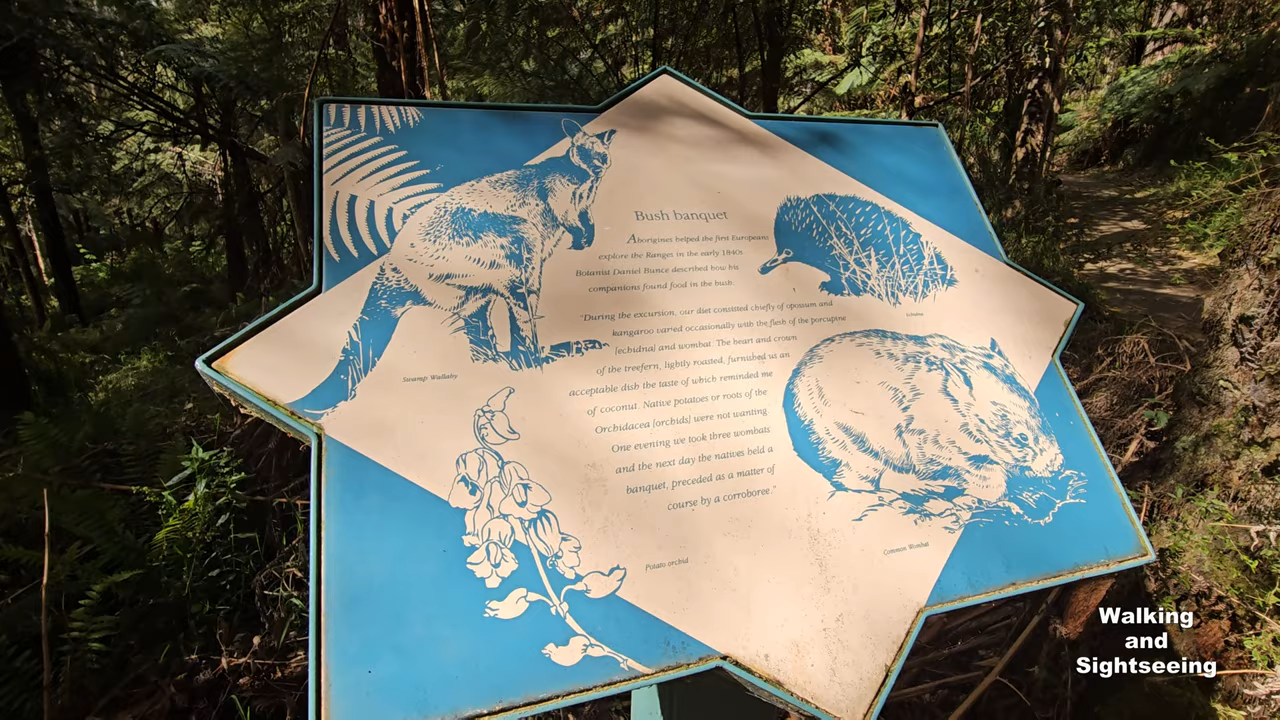 Bush banquet
Aborigines helped the first Europeans
explore the Ranges in the early 1840s.
Botanist Daniel Bunce described how his
companions found food in the bush.
"During the excursion, our diet consisted chiefly of opossum and
kangaroo varied occasionally with the flesh of the porcupine
[echidna] and wombat. The heart and crown
of the treefern, lightly roasted, furnished us an
acceptable dish the taste of which reminded me
of coconut. Native potatoes or roots of the
Orchidacea [orchids] were not wanting.
One evening we took three wombats
and the next day the natives held a
banquet, preceded as a matter of
course by a corroboree."
Echidna
Swamp Wallaby
Common Wombat
Potato orchid
Walking
and
Sightseeing